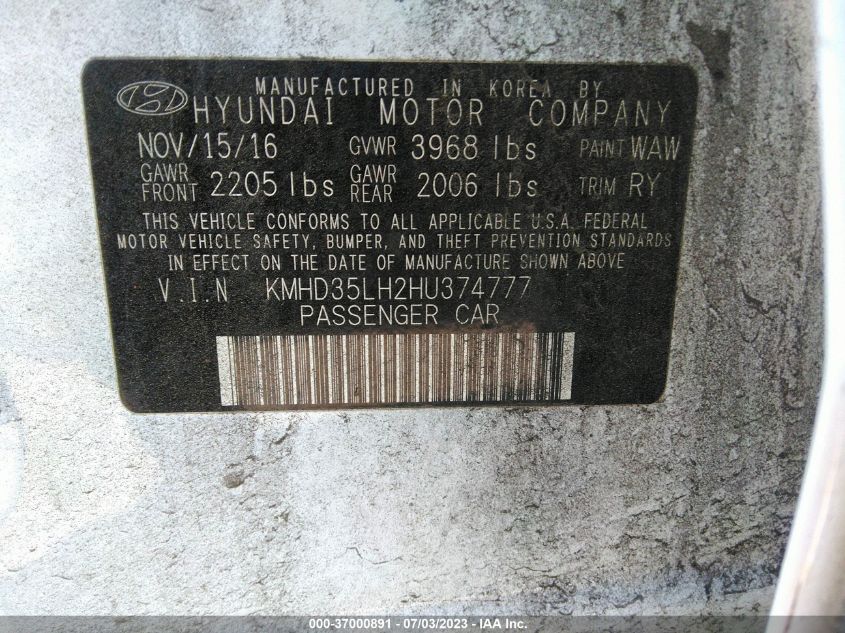 MANUFACTURED IN KOREA BY
HYUNDAI MOTOR COMPANY
NOV/15/16 GVWR 3968 lbs PAINT WAW
GAWR FRONT 2205 lbs GAWR REAR 2006 lbs TRIM RY
THIS VEHICLE CONFORMS TO ALL APPLICABLE U.S.A. FEDERAL
MOTOR VEHICLE SAFETY, BUMPER, AND THEFT PREVENTION STANDARDS
IN EFFECT ON THE DATE OF MANUFACTURE SHOWN ABOVE
V.I.N KMHD35LH2HU374777
PASSENGER CAR
000-37000891 - 07/03/2023 - IAA Inc.